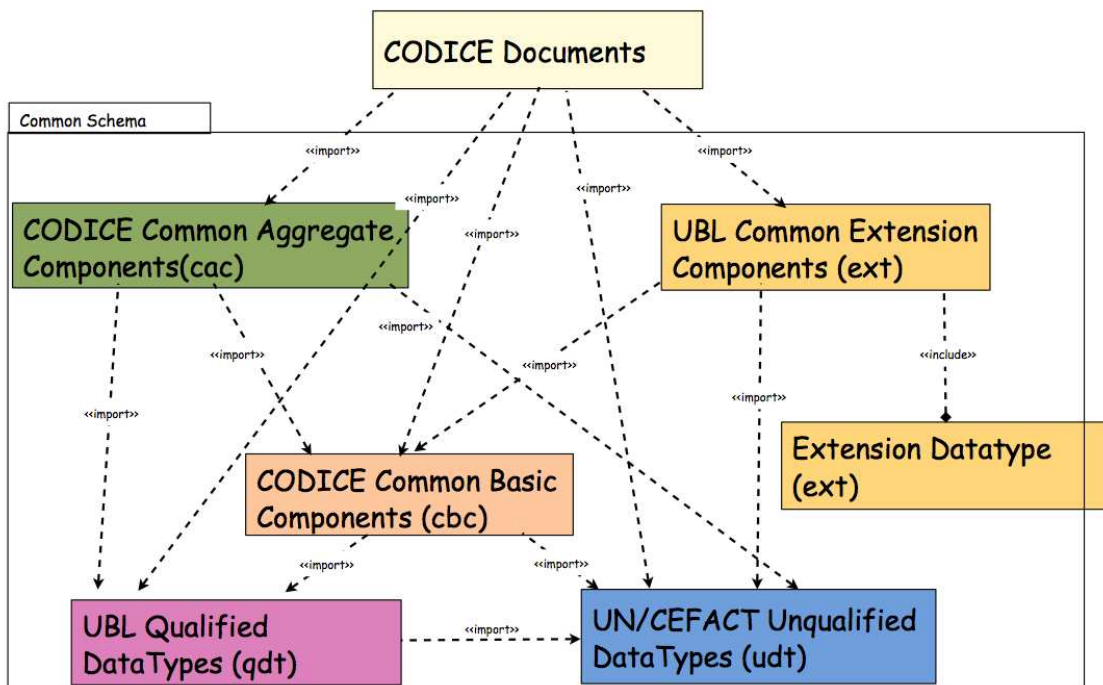 CODICE Documents
Common Schema
<<import>>
<<import>>
<<import>>
<<import>>
<<import>>
CODICE Common Aggregate
Components(cac)
UBL Common Extension
Components (ext)
<<import>>
<<import>>
<<include>>
<<import>>
<<import>>
<<import>>
Extension Datatype
(ext)
CODICE Common Basic
Components (cbc)
<<import>>
<<import>>
UBL Qualified
DataTypes (qdt)
<<import>>
UN/CEFACT Unqualified
DataTypes (udt)